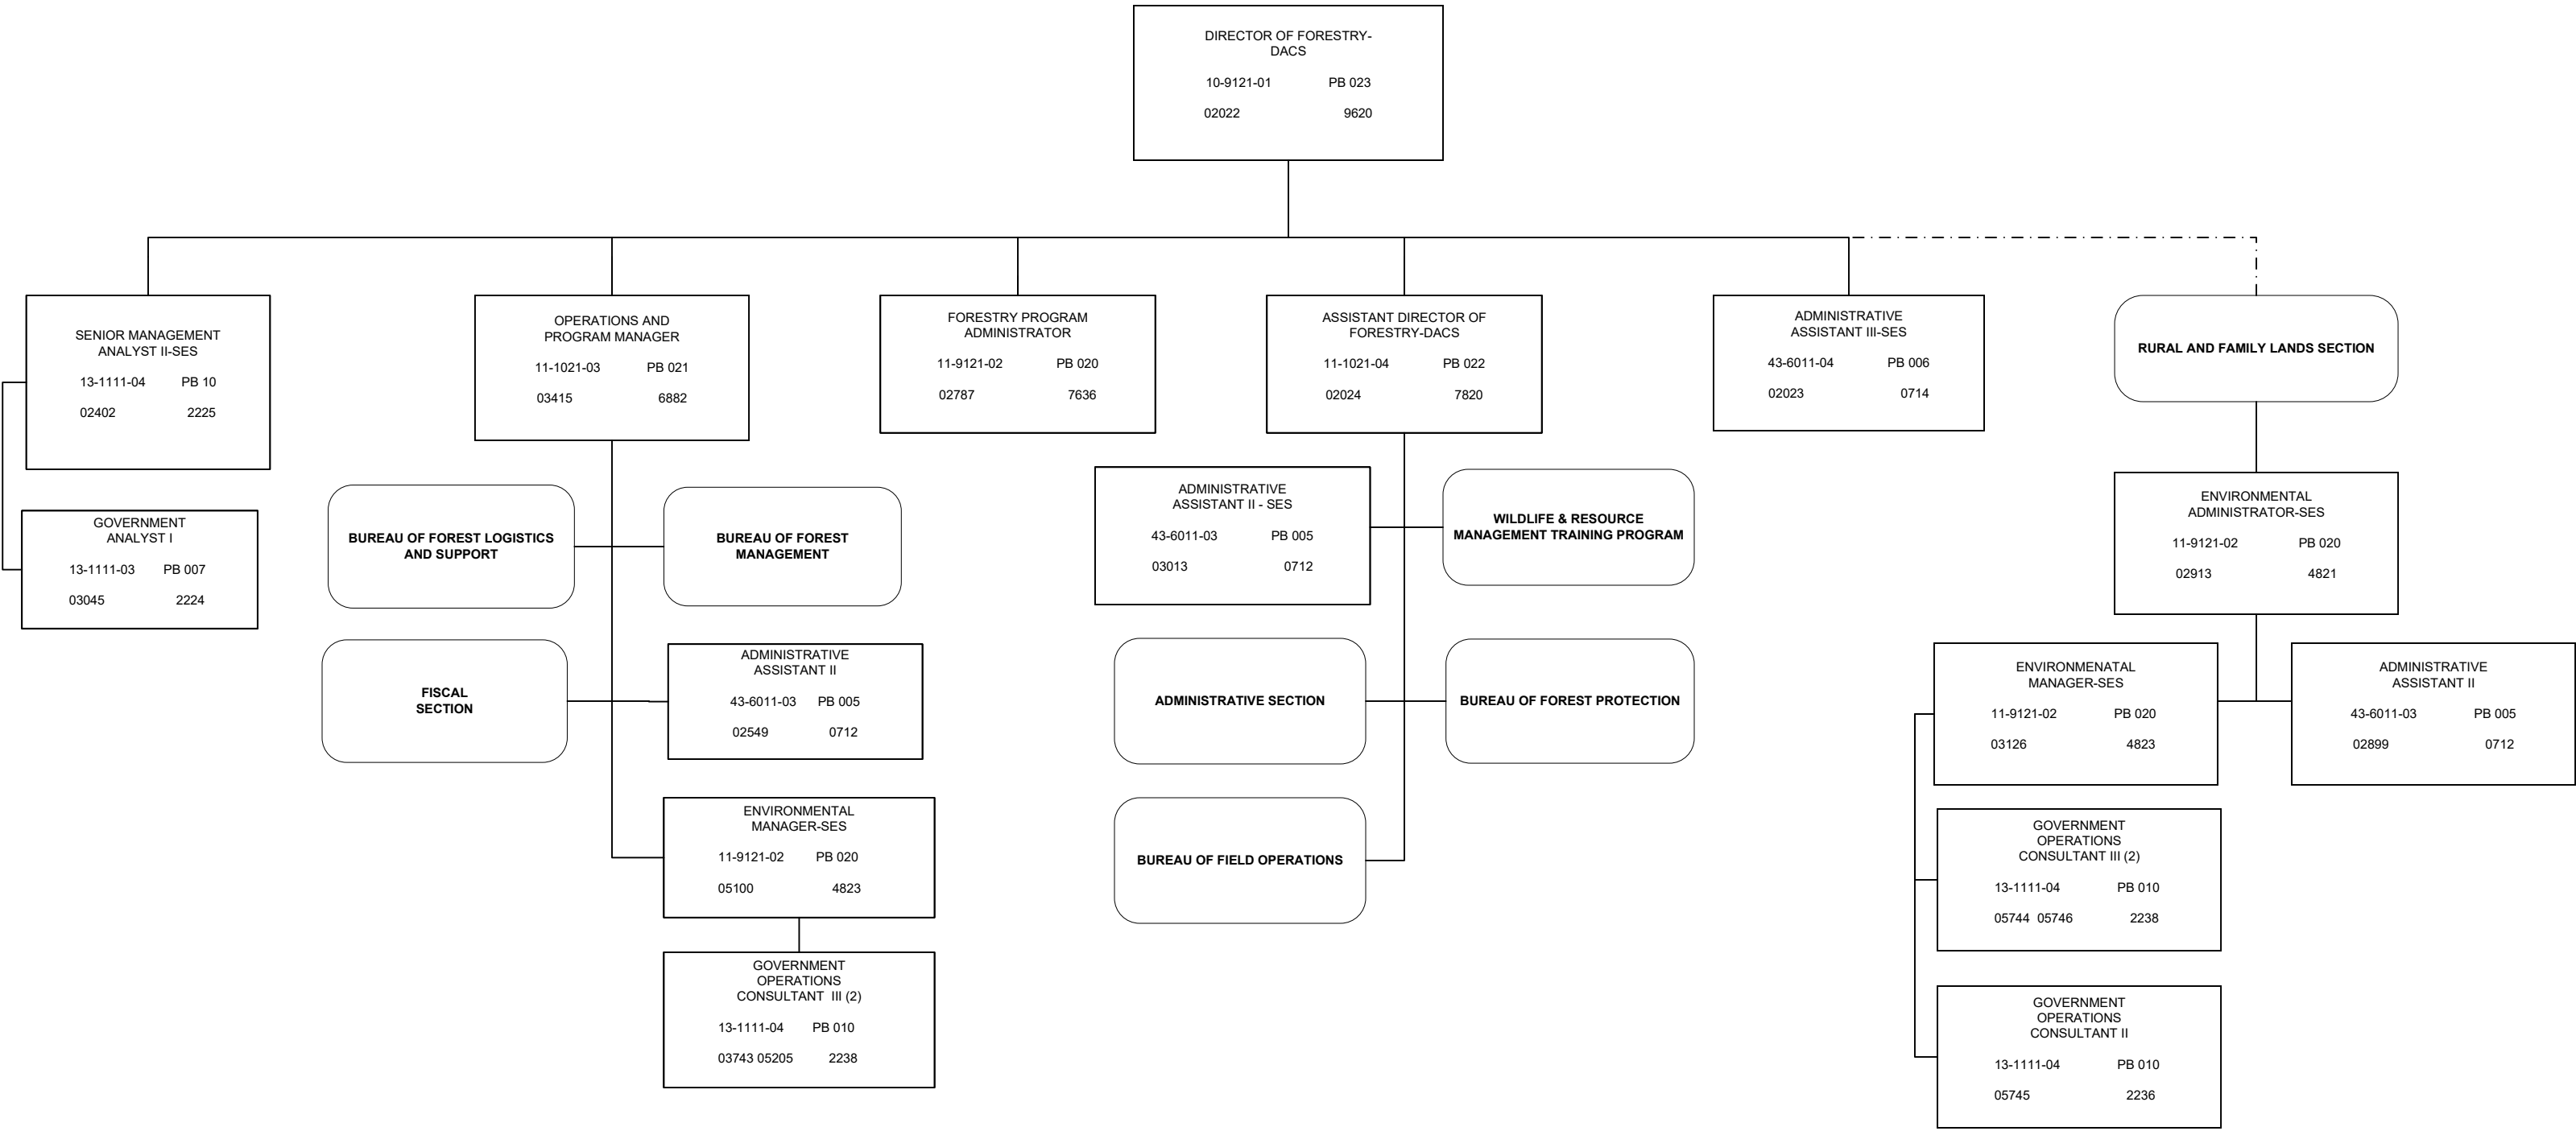 DIRECTOR OF FORESTRY-
DACS
10-9121-01 PB 023
02022 9620
SENIOR MANAGEMENT
ANALYST II-SES
13-1111-04 PB 10
02402 2225
GOVERNMENT
ANALYST I
13-1111-03 PB 007
03045 2224
OPERATIONS AND
PROGRAM MANAGER
11-1021-03 PB 021
03415 6882
BUREAU OF FOREST LOGISTICS
AND SUPPORT
BUREAU OF FOREST
MANAGEMENT
FISCAL
SECTION
ADMINISTRATIVE
ASSISTANT II
43-6011-03 PB 005
02549 0712
ENVIRONMENTAL
MANAGER-SES
11-9121-02 PB 020
05100 4823
GOVERNMENT
OPERATIONS
CONSULTANT III (2)
13-1111-04 PB 010
03743 05205 2238
FORESTRY PROGRAM
ADMINISTRATOR
11-9121-02 PB 020
02787 7636
ASSISTANT DIRECTOR OF
FORESTRY-DACS
11-1021-04 PB 022
02024 7820
ADMINISTRATIVE
ASSISTANT II - SES
43-6011-03 PB 005
03013 0712
WILDLIFE & RESOURCE
MANAGEMENT TRAINING PROGRAM
ADMINISTRATIVE SECTION
BUREAU OF FOREST PROTECTION
BUREAU OF FIELD OPERATIONS
ADMINISTRATIVE
ASSISTANT III-SES
43-6011-04 PB 006
02023 0714
RURAL AND FAMILY LANDS SECTION
ENVIRONMENTAL
ADMINISTRATOR-SES
11-9121-02 PB 020
02913 4821
ENVIRONMENATAL
MANAGER-SES
11-9121-02 PB 020
03126 4823
ADMINISTRATIVE
ASSISTANT II
43-6011-03 PB 005
02899 0712
GOVERNMENT
OPERATIONS
CONSULTANT III (2)
13-1111-04 PB 010
05744 05746 2238
GOVERNMENT
OPERATIONS
CONSULTANT II
13-1111-04 PB 010
05745 2236